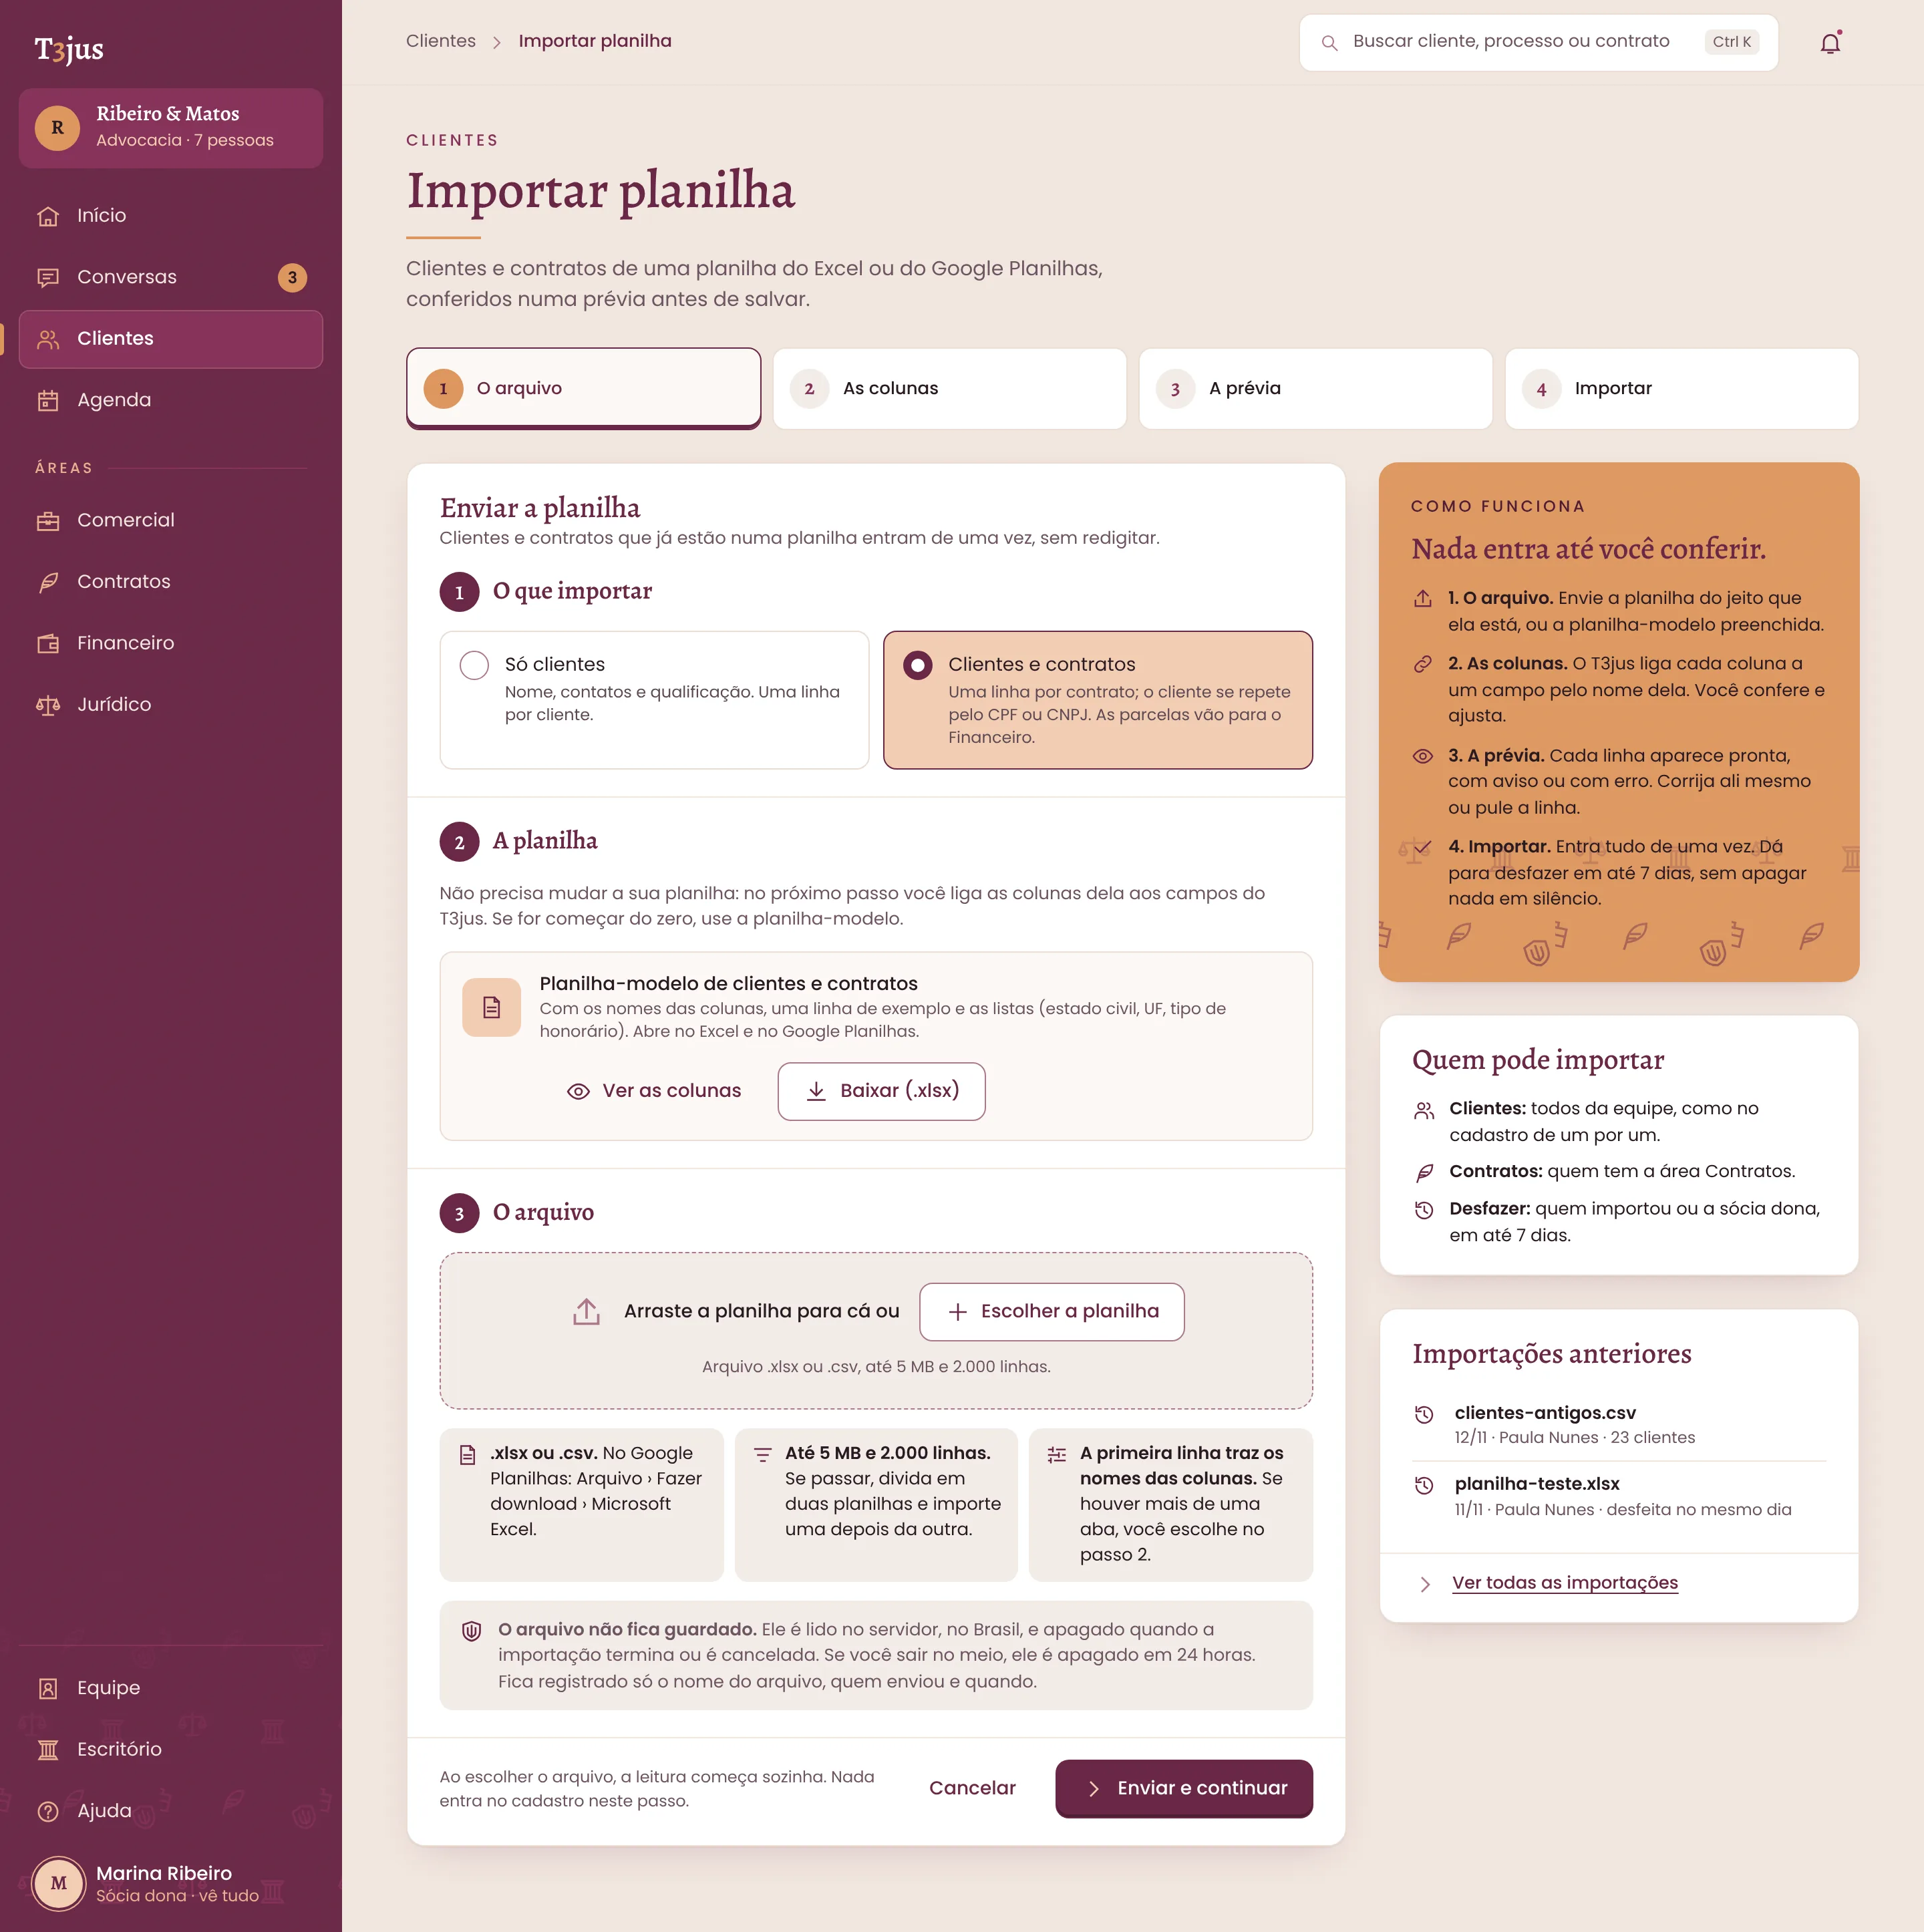 T3jus
R
Ribeiro & Matos
Advocacia · 7 pessoas
Início
Conversas
3
Clientes
Agenda
ÁREAS
Comercial
Contratos
Financeiro
Jurídico
Equipe
Escritório
Ajuda
M
Marina Ribeiro
Sócia dona · vê tudo
Clientes
Importar planilha
Buscar cliente, processo ou contrato
Ctrl K
CLIENTES
Importar planilha
Clientes e contratos de uma planilha do Excel ou do Google Planilhas,
conferidos numa prévia antes de salvar.
1 O arquivo
2 As colunas
3 A prévia
4 Importar
Enviar a planilha
Clientes e contratos que já estão numa planilha entram de uma vez, sem redigitar.
1 O que importar
Só clientes
Nome, contatos e qualificação. Uma linha
por cliente.
Clientes e contratos
Uma linha por contrato; o cliente se repete
pelo CPF ou CNPJ. As parcelas vão para o
Financeiro.
2 A planilha
Não precisa mudar a sua planilha: no próximo passo você liga as colunas dela aos campos do
T3jus. Se for começar do zero, use a planilha-modelo.
Planilha-modelo de clientes e contratos
Com os nomes das colunas, uma linha de exemplo e as listas (estado civil, UF, tipo de
honorário). Abre no Excel e no Google Planilhas.
Ver as colunas
Baixar (.xlsx)
3 O arquivo
Arraste a planilha para cá ou
Escolher a planilha
Arquivo .xlsx ou .csv, até 5 MB e 2.000 linhas.
.xlsx ou .csv. No Google
Planilhas: Arquivo › Fazer
download › Microsoft
Excel.
Até 5 MB e 2.000 linhas.
Se passar, divida em
duas planilhas e importe
uma depois da outra.
A primeira linha traz os
nomes das colunas. Se
houver mais de uma
aba, você escolhe no
passo 2.
O arquivo não fica guardado. Ele é lido no servidor, no Brasil, e apagado quando a
importação termina ou é cancelada. Se você sair no meio, ele é apagado em 24 horas.
Fica registrado só o nome do arquivo, quem enviou e quando.
Ao escolher o arquivo, a leitura começa sozinha. Nada
entra no cadastro neste passo.
Cancelar
Enviar e continuar
COMO FUNCIONA
Nada entra até você conferir.
1. O arquivo. Envie a planilha do jeito que
ela está, ou a planilha-modelo preenchida.
2. As colunas. O T3jus liga cada coluna a
um campo pelo nome dela. Você confere e
ajusta.
3. A prévia. Cada linha aparece pronta,
com aviso ou com erro. Corrija ali mesmo
ou pule a linha.
4. Importar. Entra tudo de uma vez. Dá
para desfazer em até 7 dias, sem apagar
nada em silêncio.
Quem pode importar
Clientes: todos da equipe, como no
cadastro de um por um.
Contratos: quem tem a área Contratos.
Desfazer: quem importou ou a sócia dona,
em até 7 dias.
Importações anteriores
clientes-antigos.csv
12/11 · Paula Nunes · 23 clientes
planilha-teste.xlsx
11/11 · Paula Nunes · desfeita no mesmo dia
Ver todas as importações